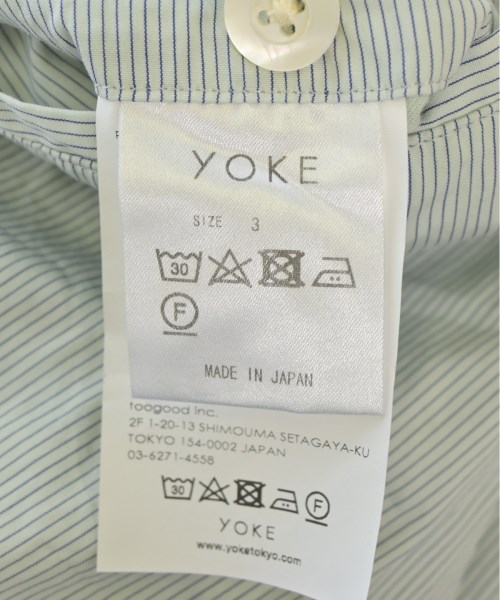 YOKE
SIZE 3
30
F
MADE IN JAPAN
toogood Inc.
2F 1-20-13 SHIMOUMA SETAGAYA-KU
TOKYO 154-0002 JAPAN
03-6271-4558
30 F
YOKE
www.yoketokyo.com